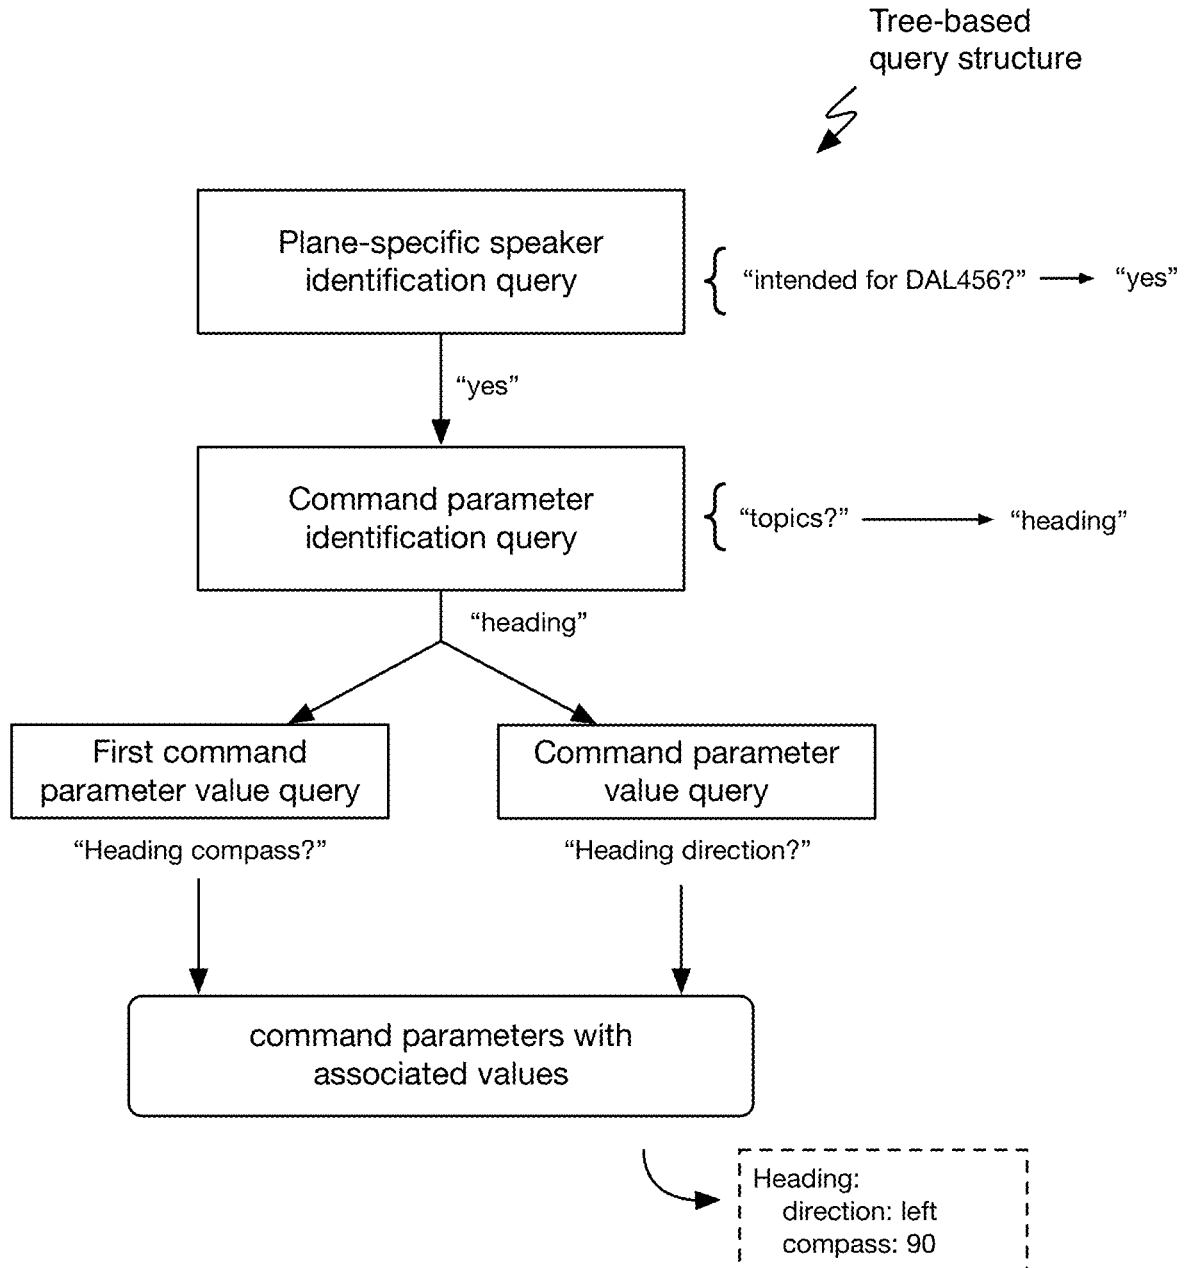 Tree-based
query structure
Plane-specific speaker
identification query
“intended for DAL456?”
“yes”
“yes”
Command parameter
identification query
“topics?”
“heading”
“heading”
First command
parameter value query
Command parameter
value query
“Heading compass?”
“Heading direction?”
command parameters with
associated values
Heading:
direction: left
compass: 90